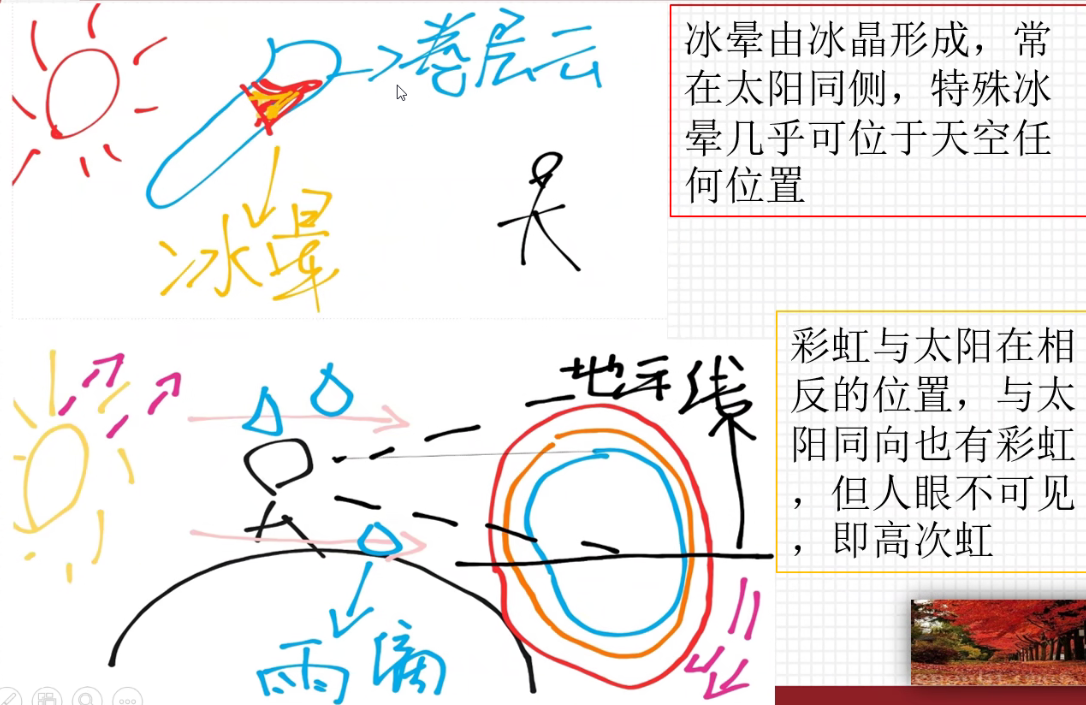 卷层云
冰晕
冰晕由冰晶形成，常
在太阳同侧，特殊冰
晕几乎可位于天空任
何位置
地平线
雨滴
彩虹与太阳在相
反的位置，与太
阳同向也有彩虹
，但人眼不可见
，即高次虹